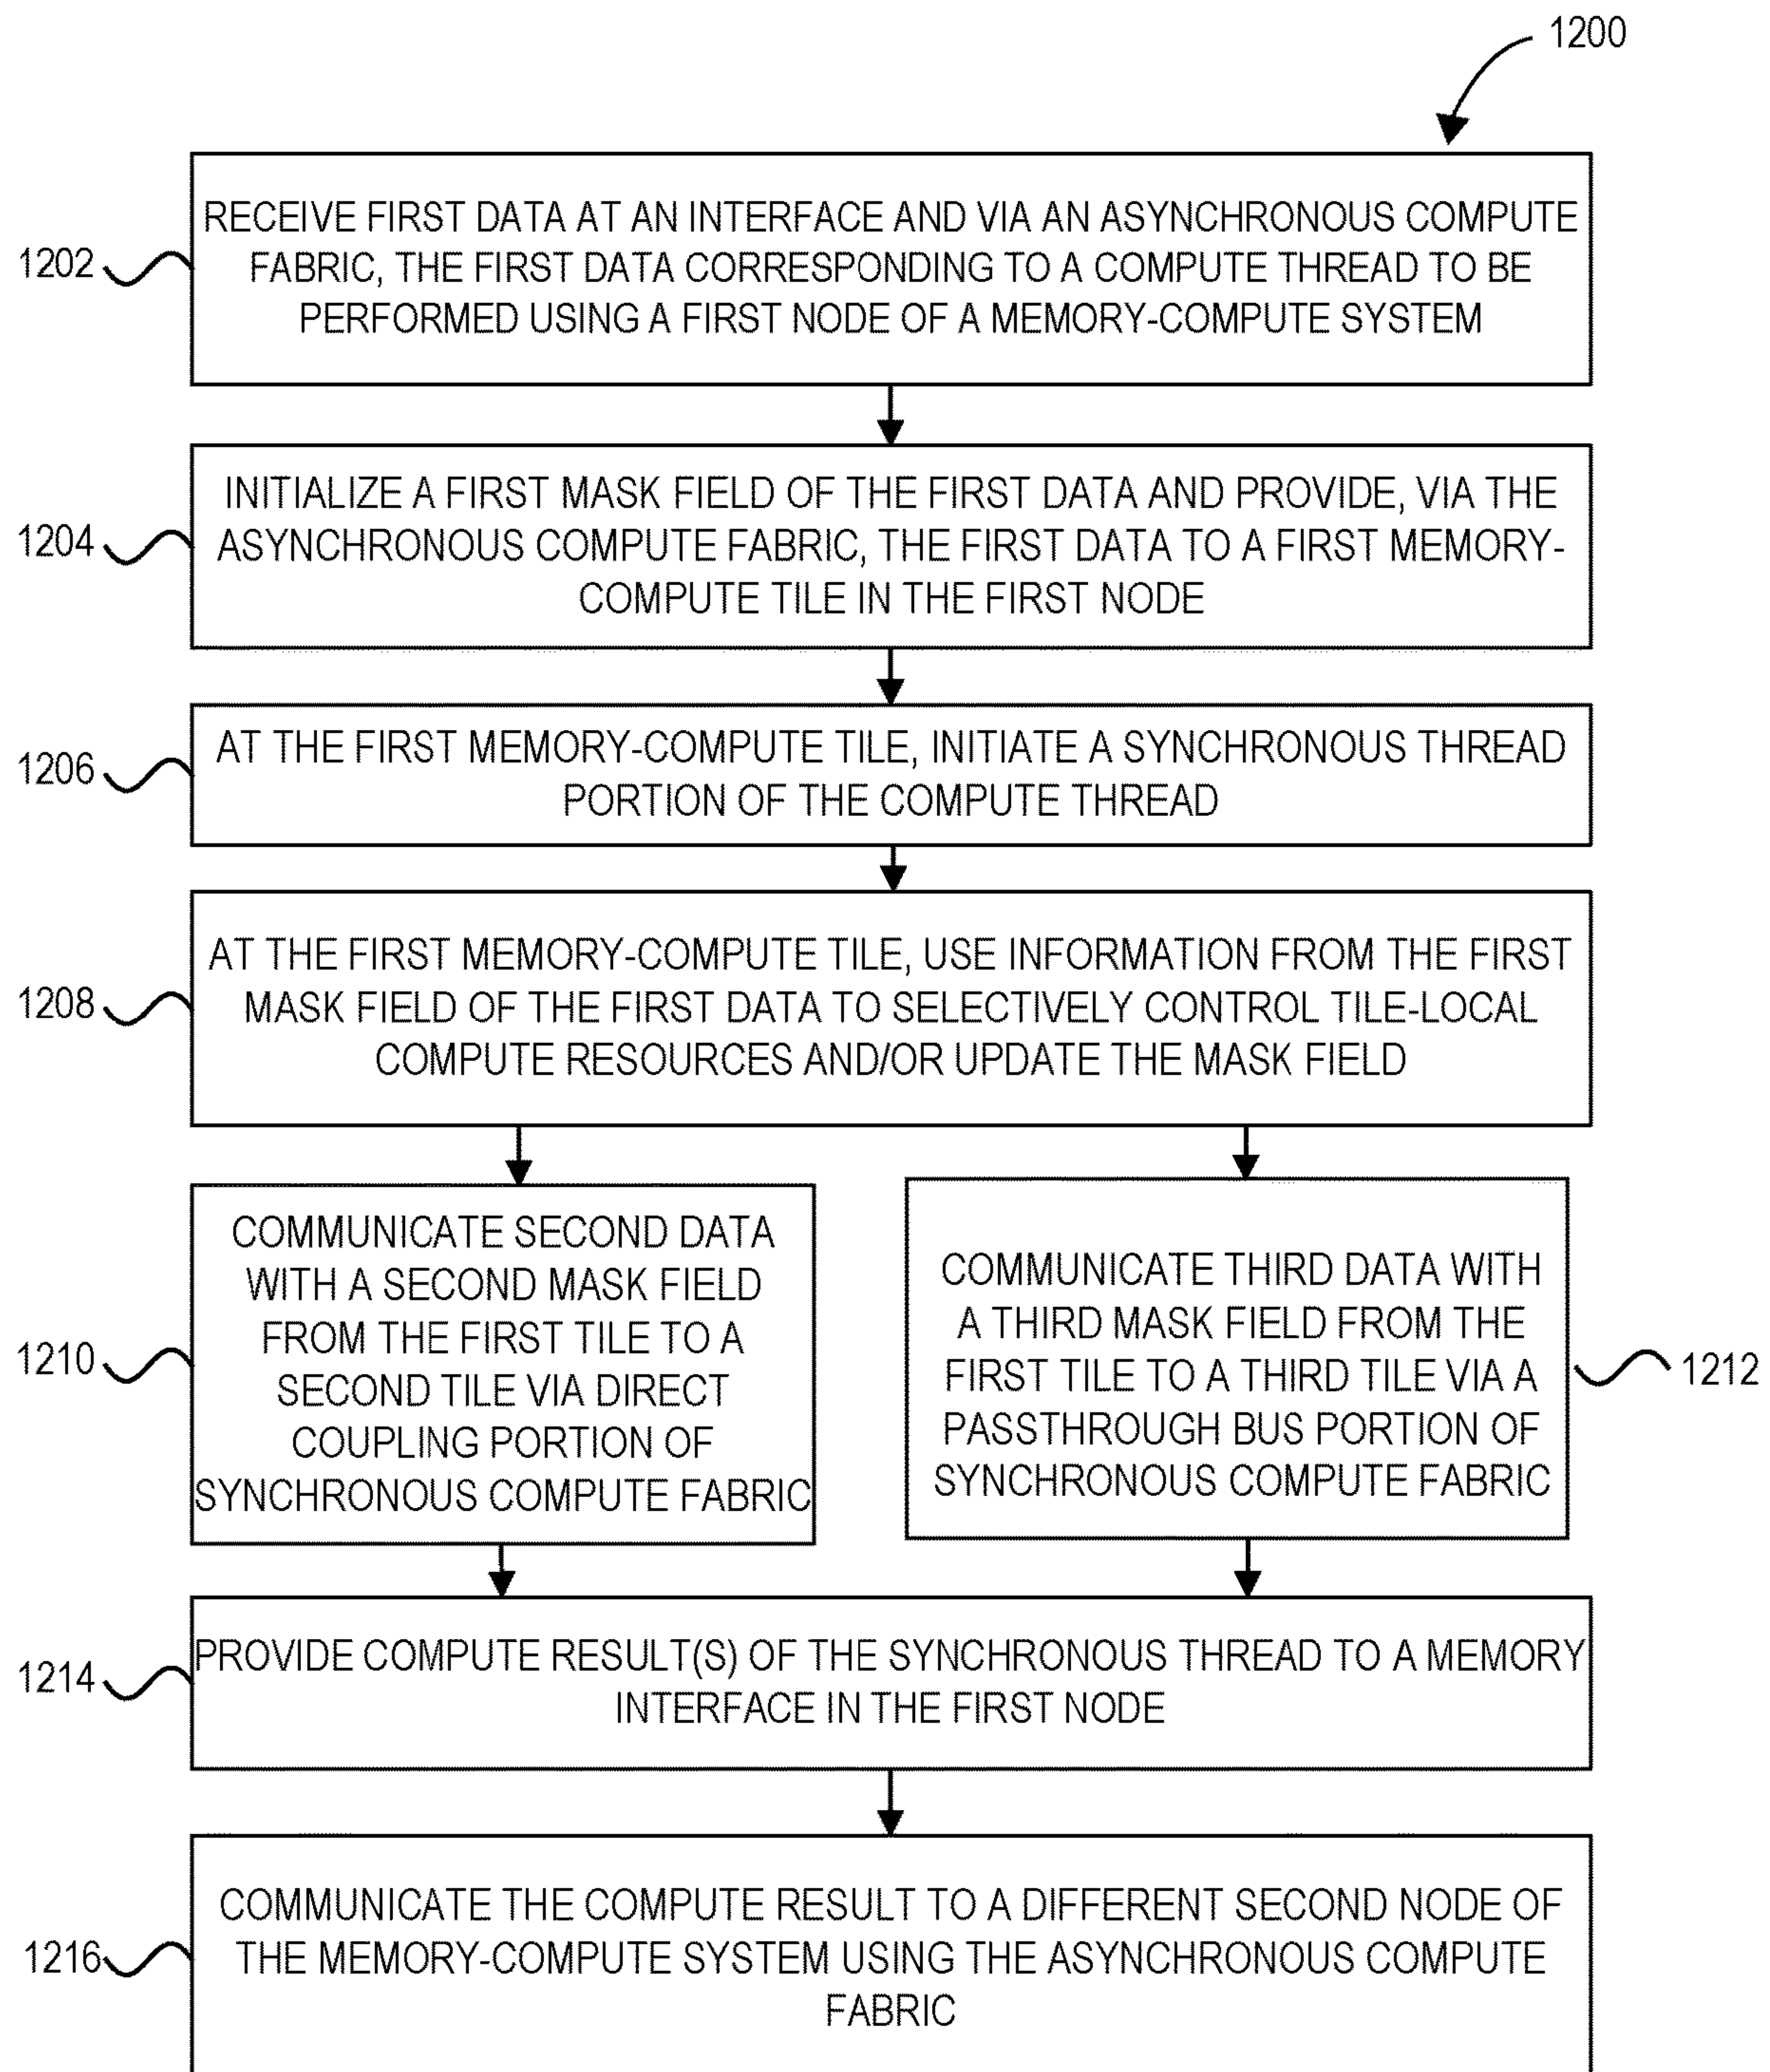 1200
1202
RECEIVE FIRST DATA AT AN INTERFACE AND VIA AN ASYNCHRONOUS COMPUTE
FABRIC, THE FIRST DATA CORRESPONDING TO A COMPUTE THREAD TO BE
PERFORMED USING A FIRST NODE OF A MEMORY-COMPUTE SYSTEM
1204
INITIALIZE A FIRST MASK FIELD OF THE FIRST DATA AND PROVIDE, VIA THE
ASYNCHRONOUS COMPUTE FABRIC, THE FIRST DATA TO A FIRST MEMORY-
COMPUTE TILE IN THE FIRST NODE
1206
AT THE FIRST MEMORY-COMPUTE TILE, INITIATE A SYNCHRONOUS THREAD
PORTION OF THE COMPUTE THREAD
1208
AT THE FIRST MEMORY-COMPUTE TILE, USE INFORMATION FROM THE FIRST
MASK FIELD OF THE FIRST DATA TO SELECTIVELY CONTROL TILE-LOCAL
COMPUTE RESOURCES AND/OR UPDATE THE MASK FIELD
1210
COMMUNICATE SECOND DATA
WITH A SECOND MASK FIELD
FROM THE FIRST TILE TO A
SECOND TILE VIA DIRECT
COUPLING PORTION OF
SYNCHRONOUS COMPUTE FABRIC
COMMUNICATE THIRD DATA WITH
A THIRD MASK FIELD FROM THE
FIRST TILE TO A THIRD TILE VIA A
PASSTHROUGH BUS PORTION OF
SYNCHRONOUS COMPUTE FABRIC
1212
1214
PROVIDE COMPUTE RESULT(S) OF THE SYNCHRONOUS THREAD TO A MEMORY
INTERFACE IN THE FIRST NODE
1216
COMMUNICATE THE COMPUTE RESULT TO A DIFFERENT SECOND NODE OF
THE MEMORY-COMPUTE SYSTEM USING THE ASYNCHRONOUS COMPUTE
FABRIC